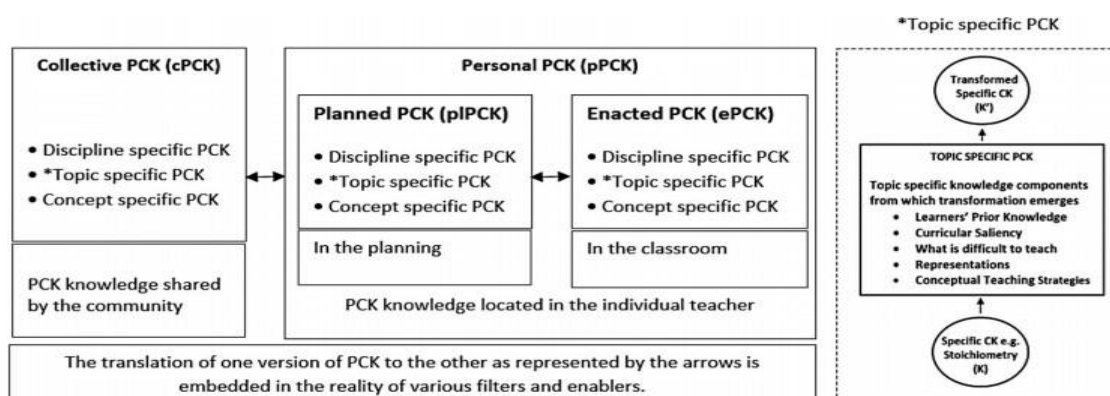 *Topic specific PCK
Collective PCK (cPCK)
• Discipline specific PCK
• *Topic specific PCK
• Concept specific PCK
PCK knowledge shared
by the community
Personal PCK (pPCK)
Planned PCK (plPCK)
• Discipline specific PCK
• *Topic specific PCK
• Concept specific PCK
In the planning
Enacted PCK (ePCK)
• Discipline specific PCK
• *Topic specific PCK
• Concept specific PCK
In the classroom
PCK knowledge located in the individual teacher
The translation of one version of PCK to the other as represented by the arrows is
embedded in the reality of various filters and enablers.
Transformed
Specific CK
(K')
TOPIC SPECIFIC PCK
Topic specific knowledge components
from which transformation emerges
• Learners' Prior Knowledge
• Curricular Saliency
• What is difficult to teach
• Representations
• Conceptual Teaching Strategies
Specific CK e.g.
Stoichiometry
(K)